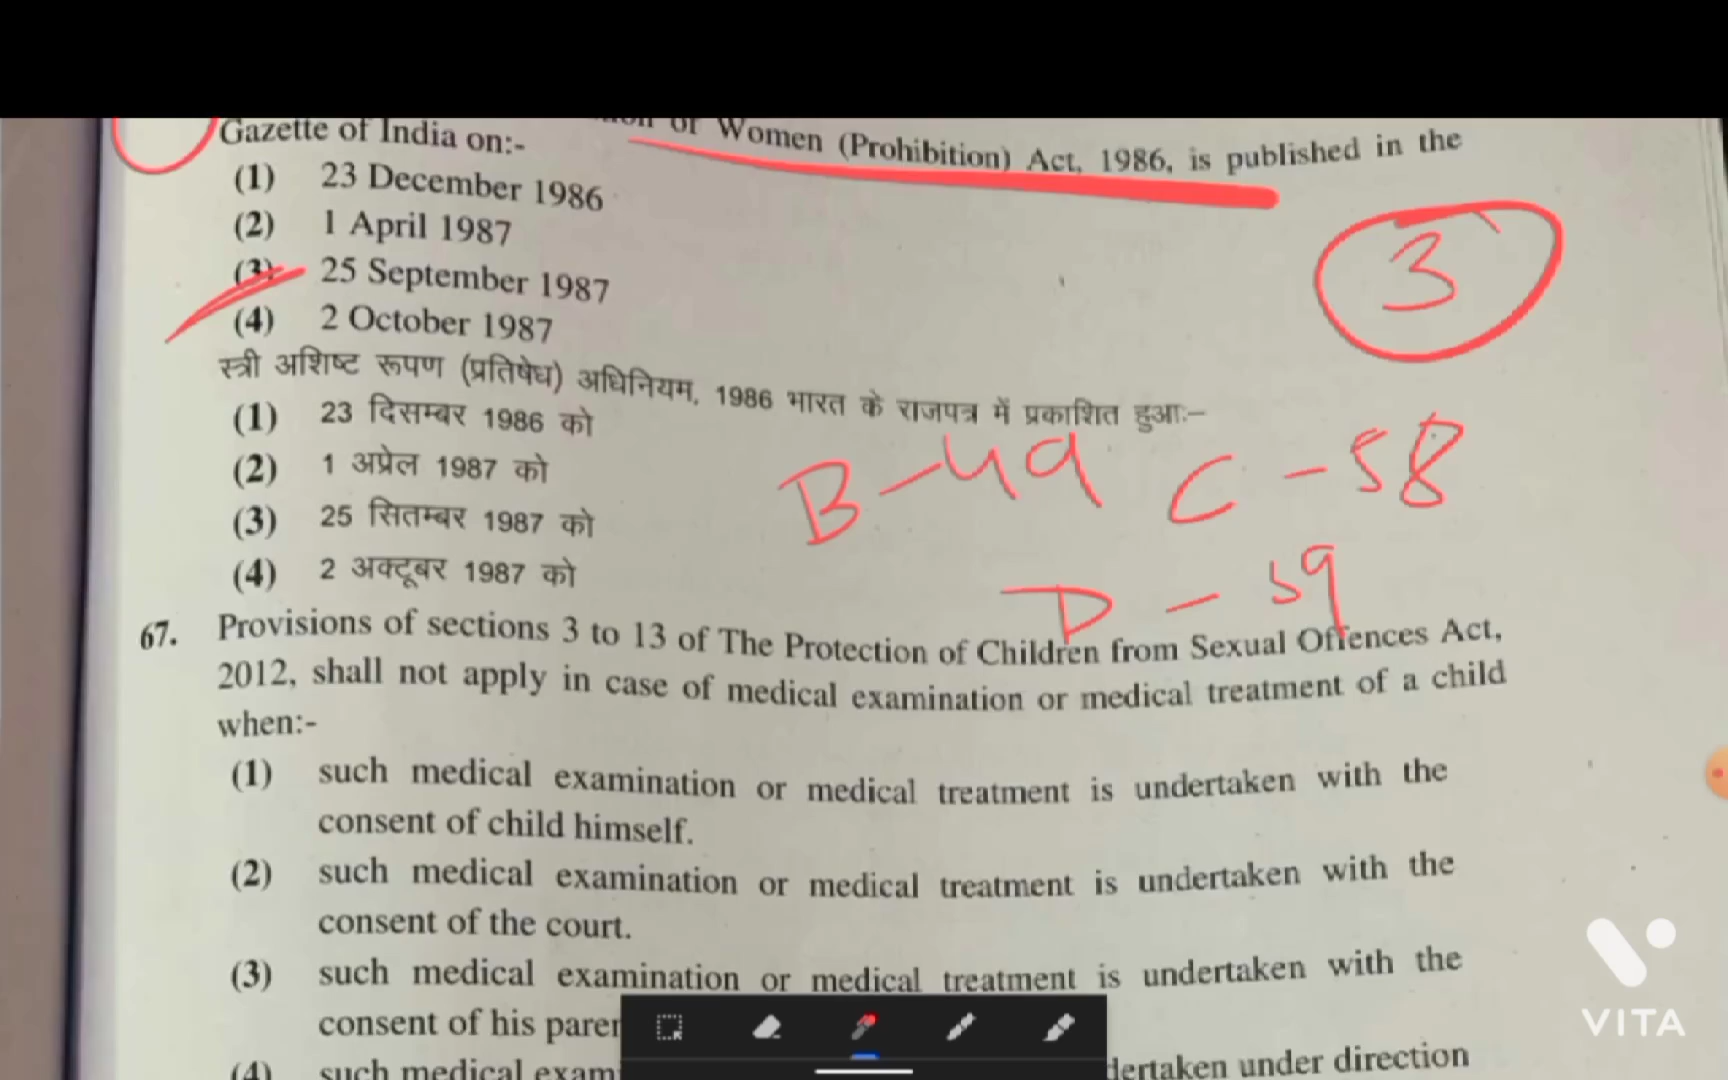 of Women (Prohibition) Act, 1986, is published in the
Gazette of India on:-
(1) 23 December 1986
(2) 1 April 1987
(3) 25 September 1987
(4) 2 October 1987
3
स्त्री अशिष्ट रूपण (प्रतिषेध) अधिनियम, 1986 भारत के राजपत्र में प्रकाशित हुआः–
(1) 23 दिसम्बर 1986 को
(2) 1 अप्रेल 1987 को
(3) 25 सितम्बर 1987 को
(4) 2 अक्टूबर 1987 को
B - 49 C - 58
D - 59
67. Provisions of sections 3 to 13 of The Protection of Children from Sexual Offences Act,
2012, shall not apply in case of medical examination or medical treatment of a child
when:-
(1) such medical examination or medical treatment is undertaken with the
consent of child himself.
(2) such medical examination or medical treatment is undertaken with the
consent of the court.
(3) such medical examination or medical treatment is undertaken with the
consent of his
(4) such medical under direction
VITA